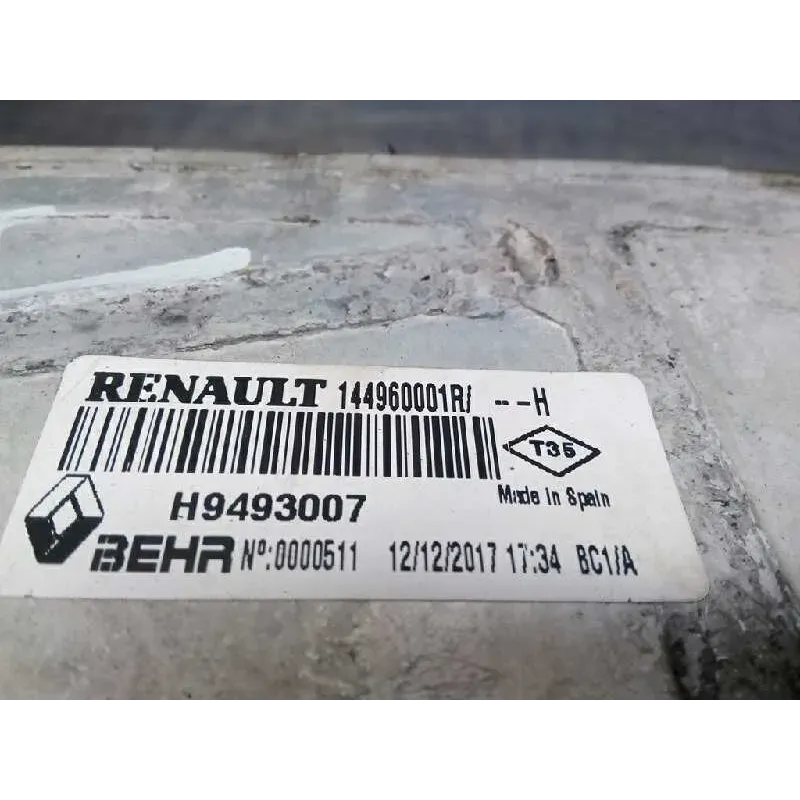 RENAULT 144960001R/ -- -H
T35
Made in Spain
H9493007
BEHR Nº:0000511 12/12/2017 17:34 BC1/A